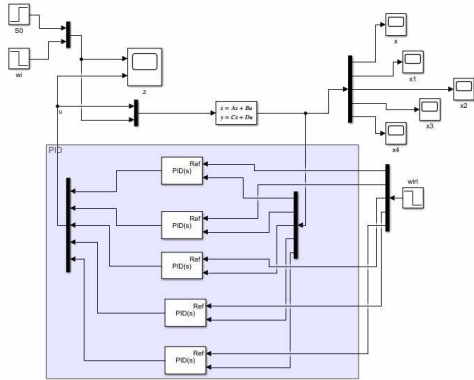 S0
wi
z
x
x1
x2
x3
x4
u
ẋ = Ax + Bu
y = Cx + Du
PID
Ref
PID(s)
Ref
PID(s)
Ref
PID(s)
Ref
PID(s)
Ref
PID(s)